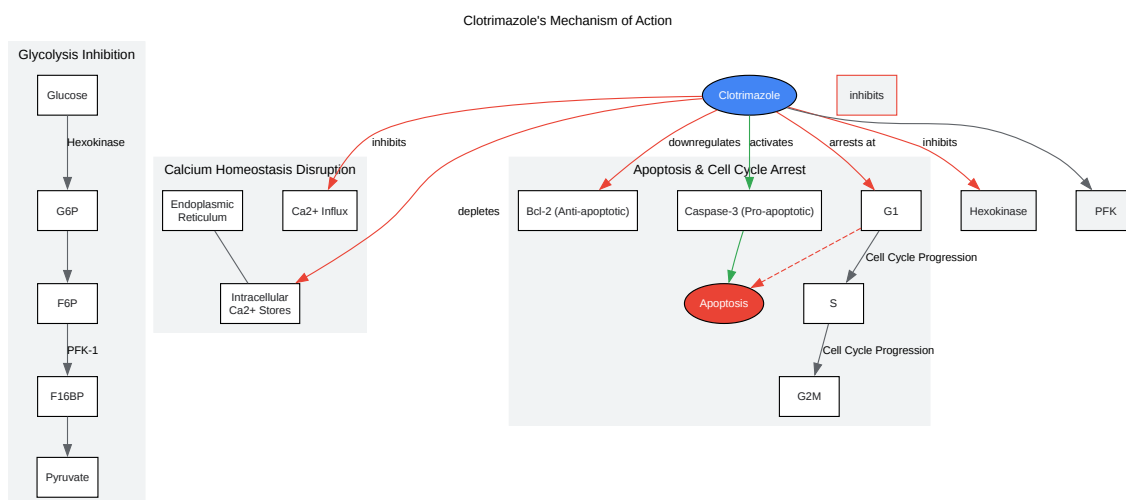 Clotrimazole's Mechanism of Action
Glycolysis Inhibition
Glucose
Hexokinase
G6P
F6P
PFK-1
F16BP
Pyruvate
Clotrimazole
inhibits
inhibits
depletes
downregulates
activates
arrests at
inhibits
Calcium Homeostasis Disruption
Endoplasmic
Reticulum
Ca2+ Influx
Intracellular
Ca2+ Stores
Apoptosis & Cell Cycle Arrest
Bcl-2 (Anti-apoptotic)
Caspase-3 (Pro-apoptotic)
G1
Cell Cycle Progression
Apoptosis
S
Cell Cycle Progression
G2M
Hexokinase
PFK